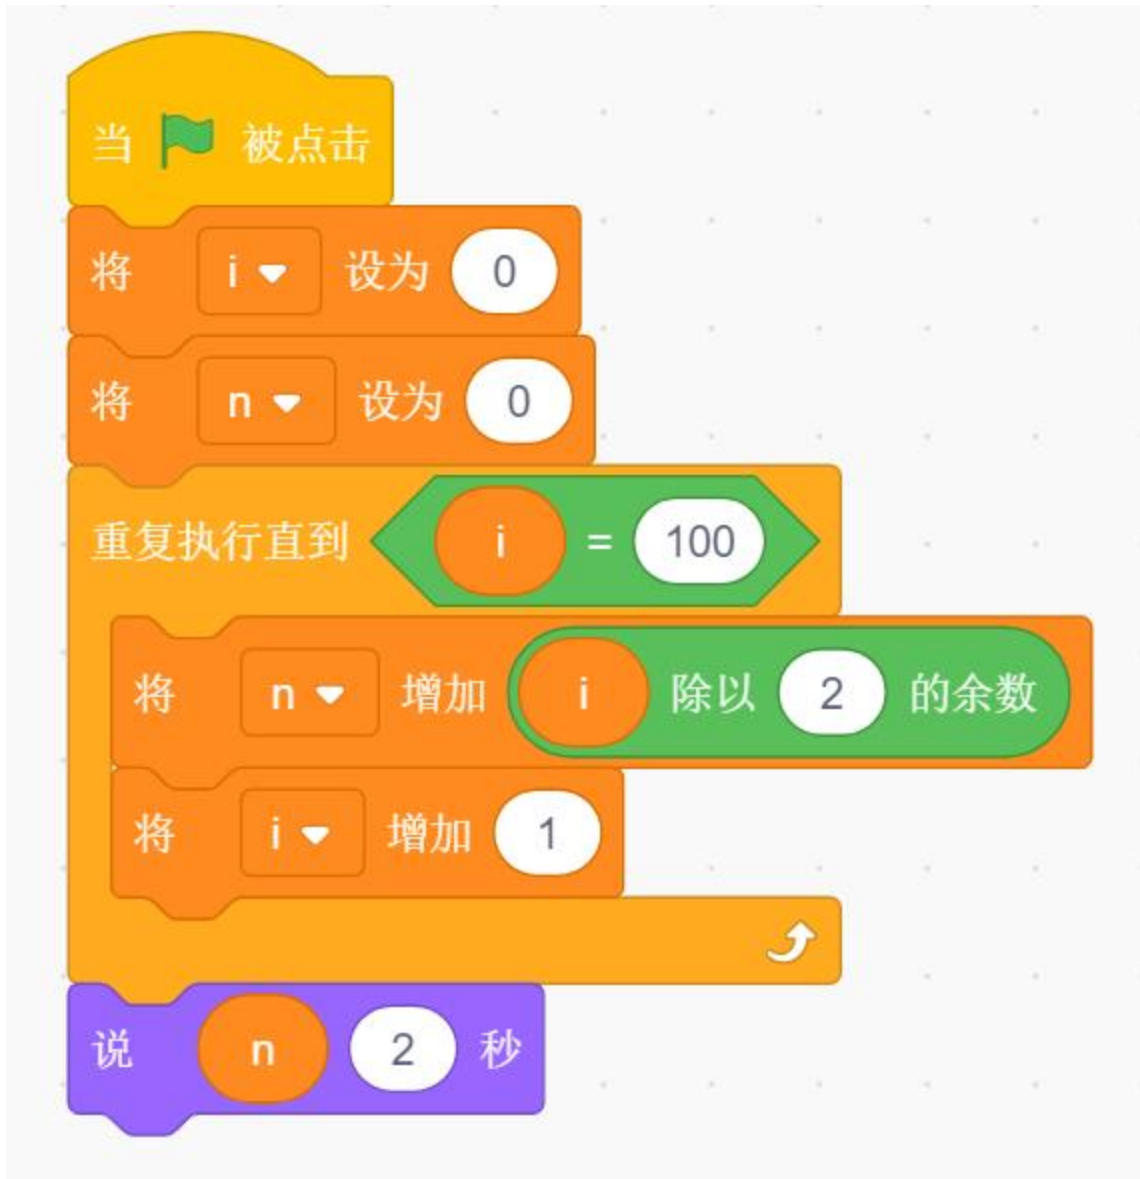 当 被点击
将 i 设为 0
将 n 设为 0
重复执行直到 i = 100
将 n 增加 i 除以 2 的余数
将 i 增加 1
说 n 2 秒